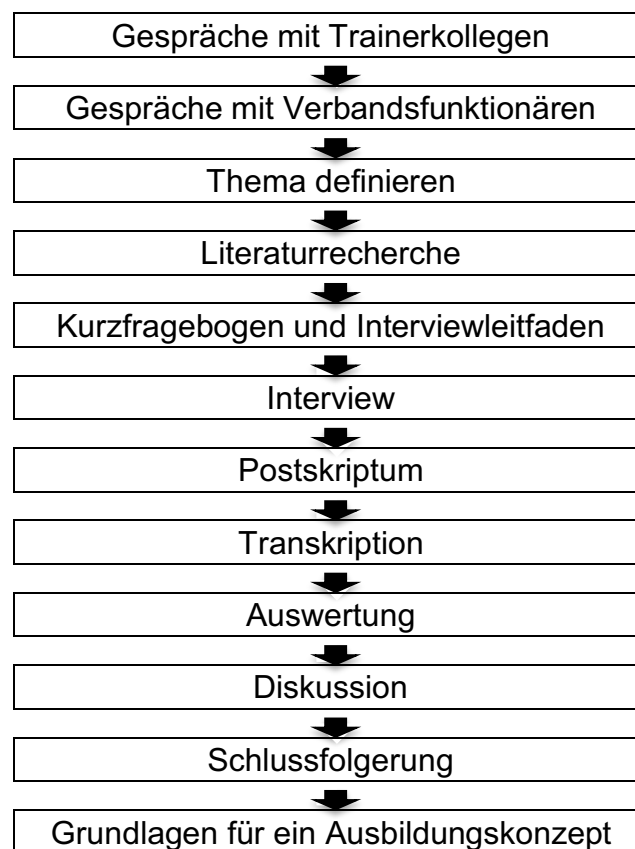 Gespräche mit Trainerkollegen
Gespräche mit Verbandsfunktionären
Thema definieren
Literaturrecherche
Kurzfragebogen und Interviewleitfaden
Interview
Postskriptum
Transkription
Auswertung
Diskussion
Schlussfolgerung
Grundlagen für ein Ausbildungskonzept